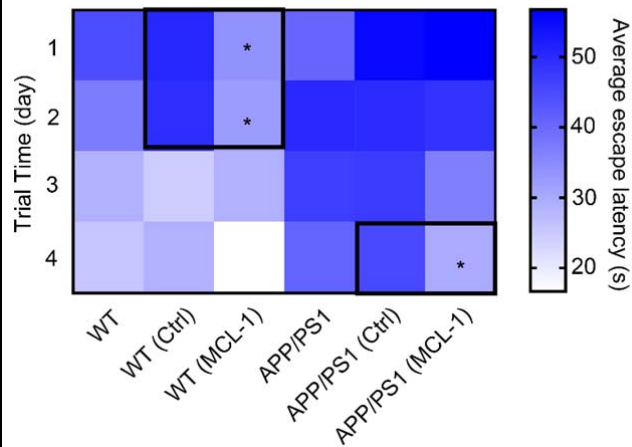 Trial Time (day)
1
*
2
*
3
4
*
WT
WT (Ctrl)
WT (MCL-1)
APP/PS1
APP/PS1 (Ctrl)
APP/PS1 (MCL-1)
50
40
30
20
Average escape latency (s)